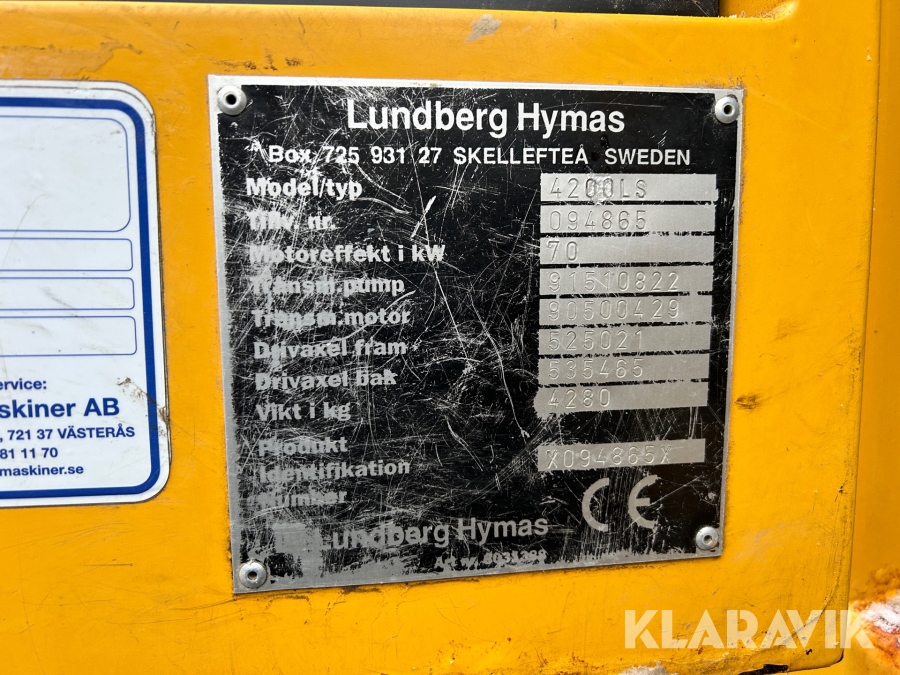 Lundberg Hymas
Box 725 931 27 SKELLEFTEÅ SWEDEN
Model/typ 4200LS
Tillv. nr. 094865
Motoreffekt i kW 70
Transm.pump 91510822
Transm.motor 90500429
Drivaxel fram 525021
Drivaxel bak 535465
Vikt i kg 4280
Produkt
Identifikation X094865X
Number
CE
Lundberg Hymas
ervice:
skiner AB
, 721 37 VÄSTERÅS
81 11 70
maskiner.se
KLARAVIK